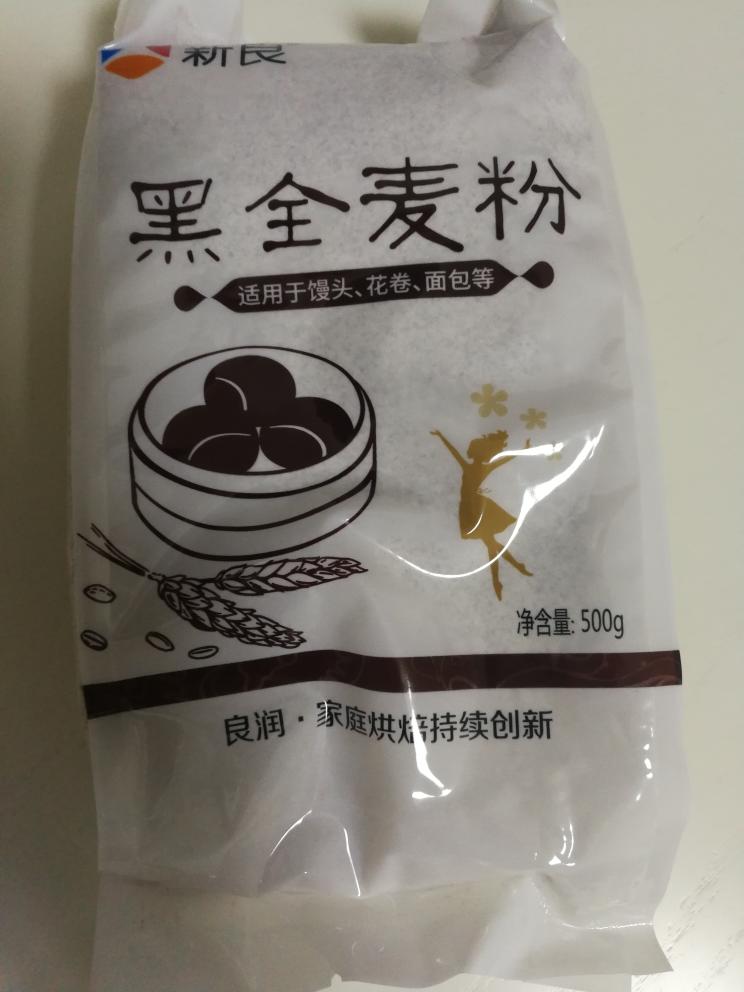 新良
黑全麦粉
适用于馒头、花卷、面包等
净含量: 500g
良润·家庭烘焙持续创新